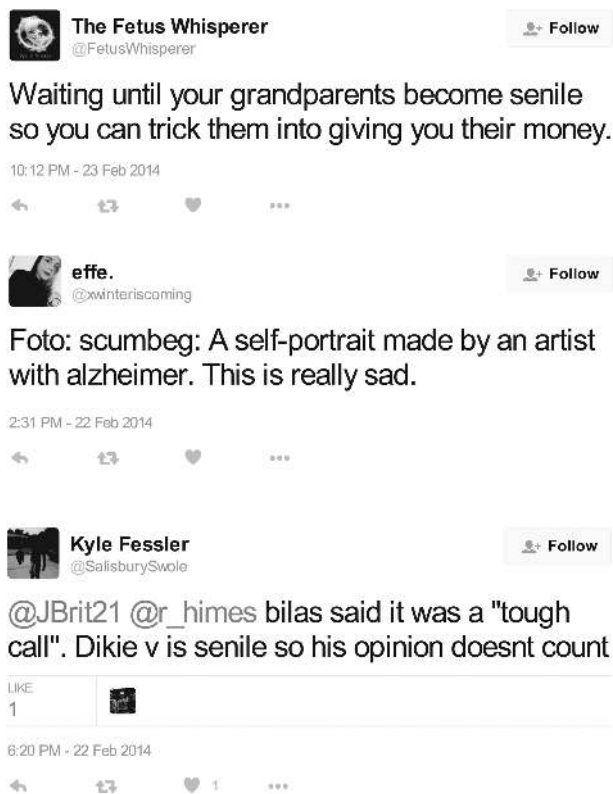 The Fetus Whisperer
@FetusWhisperer
Follow
Waiting until your grandparents become senile
so you can trick them into giving you their money.
10:12 PM - 23 Feb 2014
effe.
@xwinteriscoming
Follow
Foto: scumbeg: A self-portrait made by an artist
with alzheimer. This is really sad.
2:31 PM - 22 Feb 2014
Kyle Fessler
@SalisburySwole
Follow
@JBrit21 @r_himes bilas said it was a "tough
call". Dikie v is senile so his opinion doesnt count
LIKE
1
6:20 PM - 22 Feb 2014
1